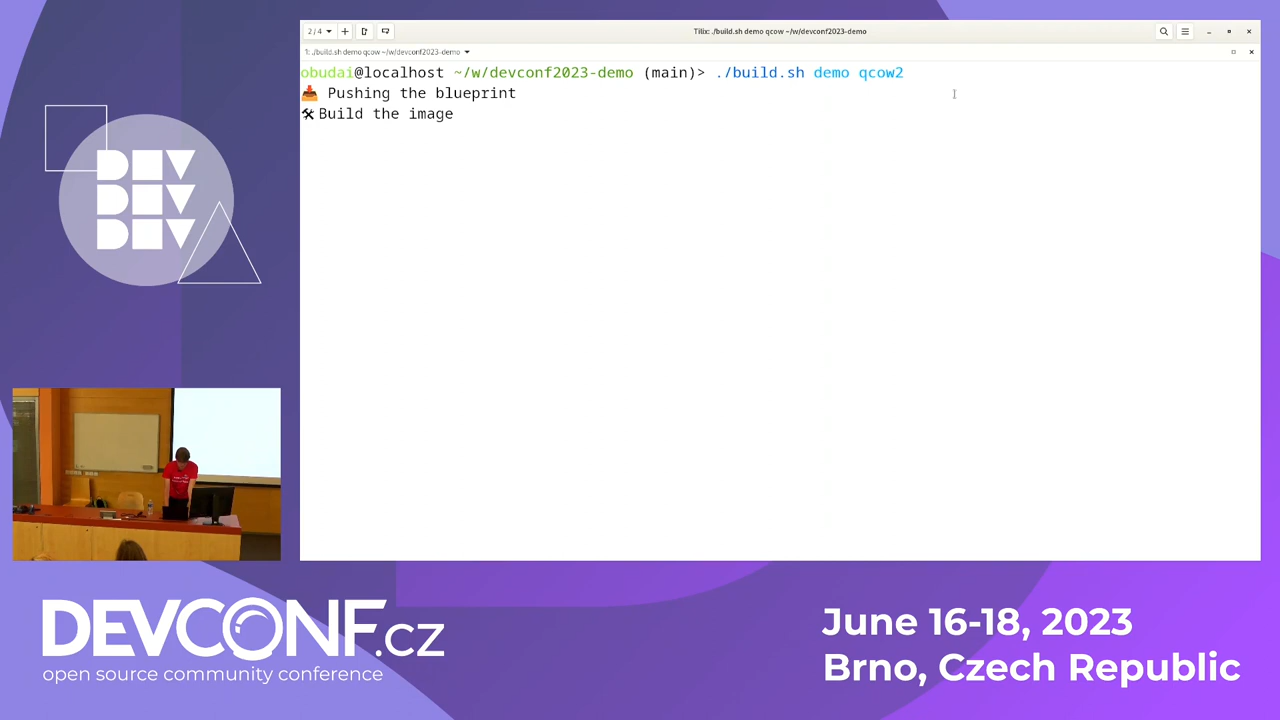 2 / 4
Tilix: ./build.sh demo qcow ~/w/devconf2023-demo
1: ./build.sh demo qcow ~/w/devconf2023-demo
obudai@localhost ~/w/devconf2023-demo (main)> ./build.sh demo qcow2
📥 Pushing the blueprint
🛠 Build the image
DEV
DEV
DEV
DEVCONF.cz
open source community conference
June 16-18, 2023
Brno, Czech Republic